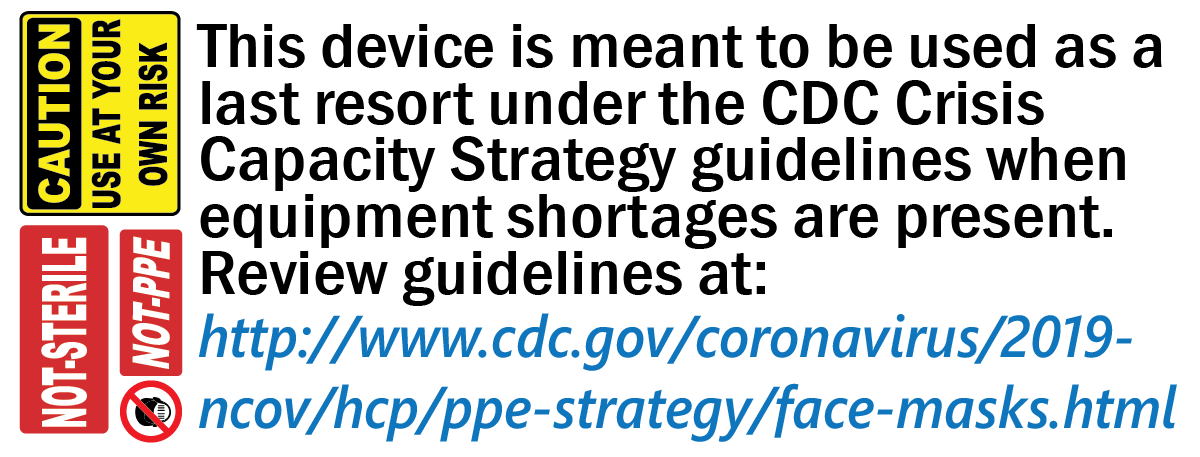 CAUTION
USE AT YOUR
OWN RISK
NOT-STERILE
NOT-PPE
This device is meant to be used as a
last resort under the CDC Crisis
Capacity Strategy guidelines when
equipment shortages are present.
Review guidelines at:
http://www.cdc.gov/coronavirus/2019-
ncov/hcp/ppe-strategy/face-masks.html